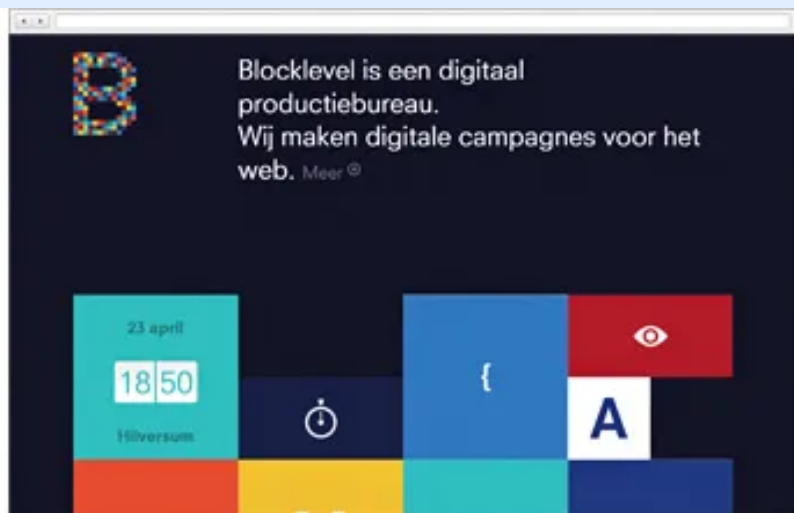 B
Blocklevel is een digitaal
productiebureau.
Wij maken digitale campagnes voor het
web. Meer
23 april
18 50
Hilversum
{
A